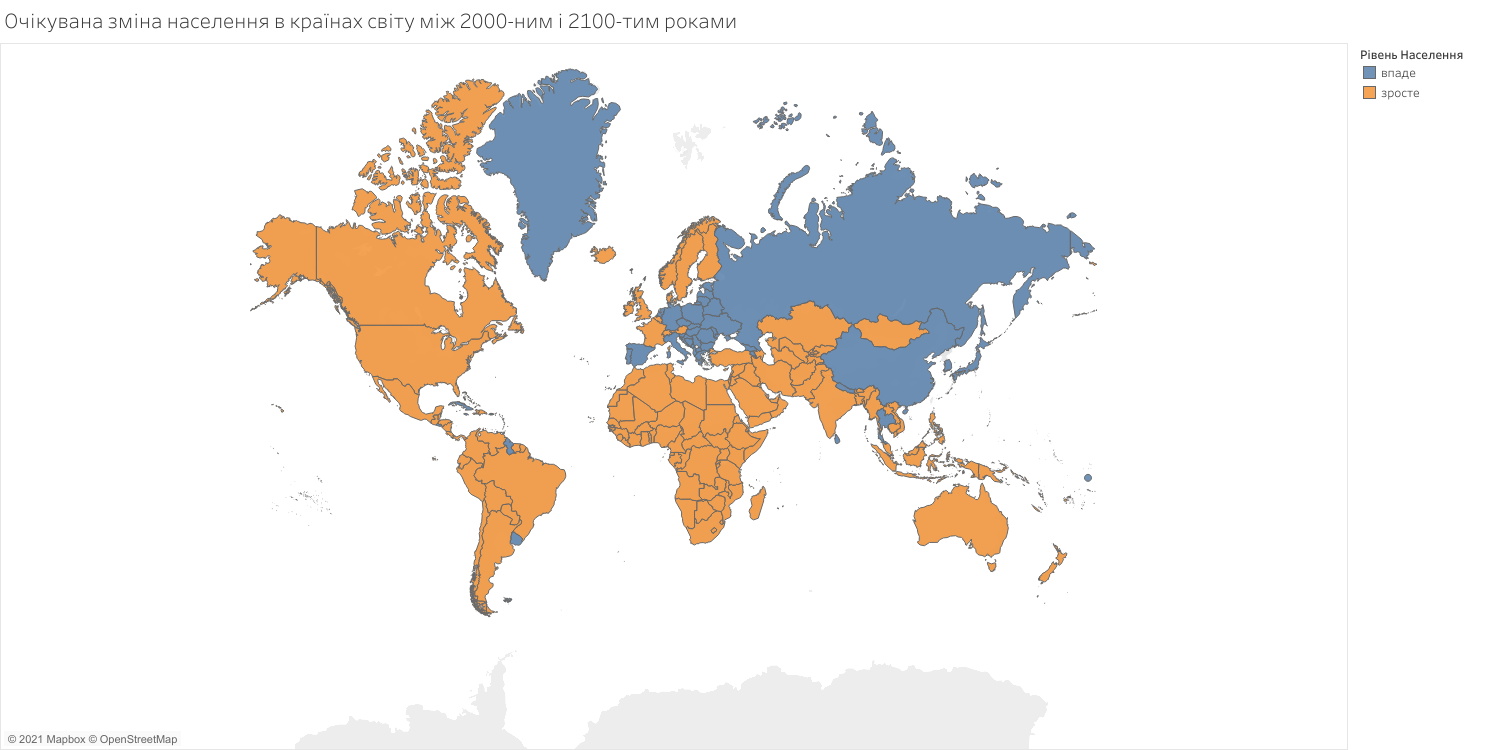 Очікувана зміна населення в країнах світу між 2000-ним і 2100-тим роками
Рівень Населення
впаде
зросте
© 2021 Mapbox © OpenStreetMap